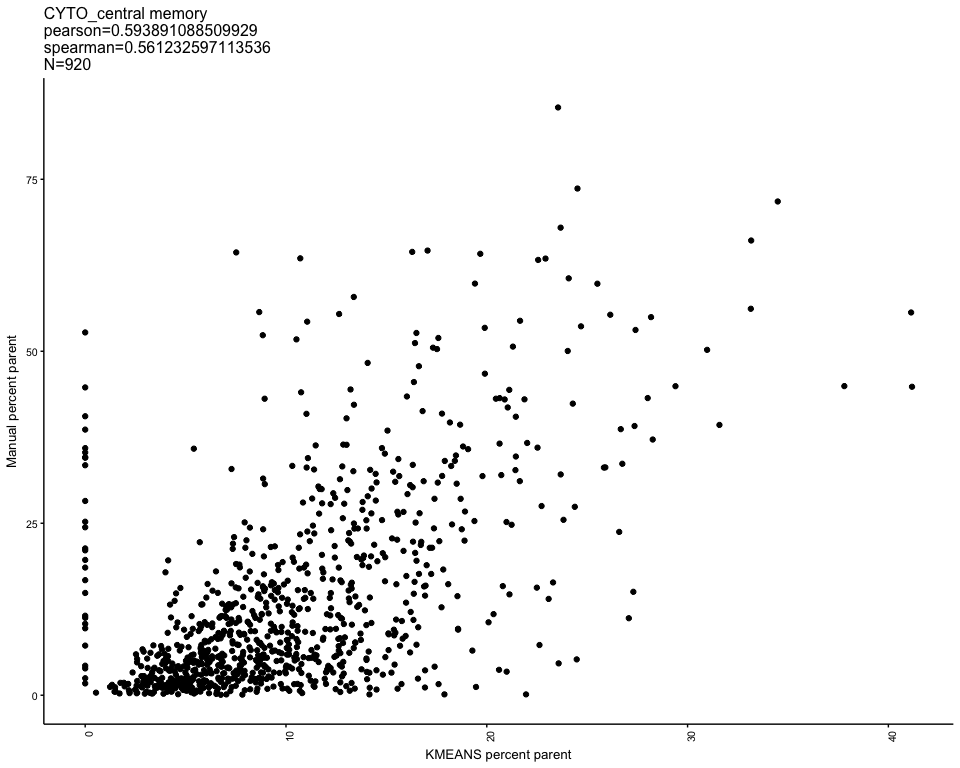 CYTO_central memory
pearson=0.593891088509929
spearman=0.561232597113536
N=920
75
50
25
0
Manual percent parent
0
10
20
30
40
KMEANS percent parent